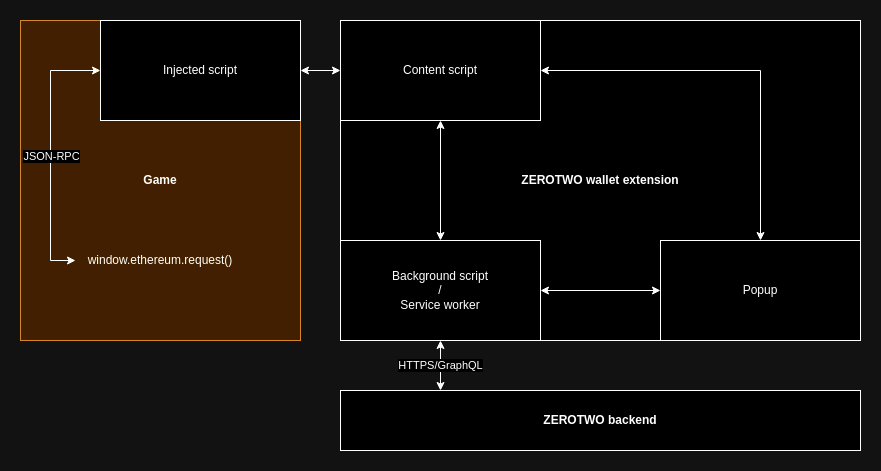 Injected script
Content script
JSON-RPC
Game
ZEROTWO wallet extension
window.ethereum.request()
Background script
/
Service worker
Popup
HTTPS/GraphQL
ZEROTWO backend